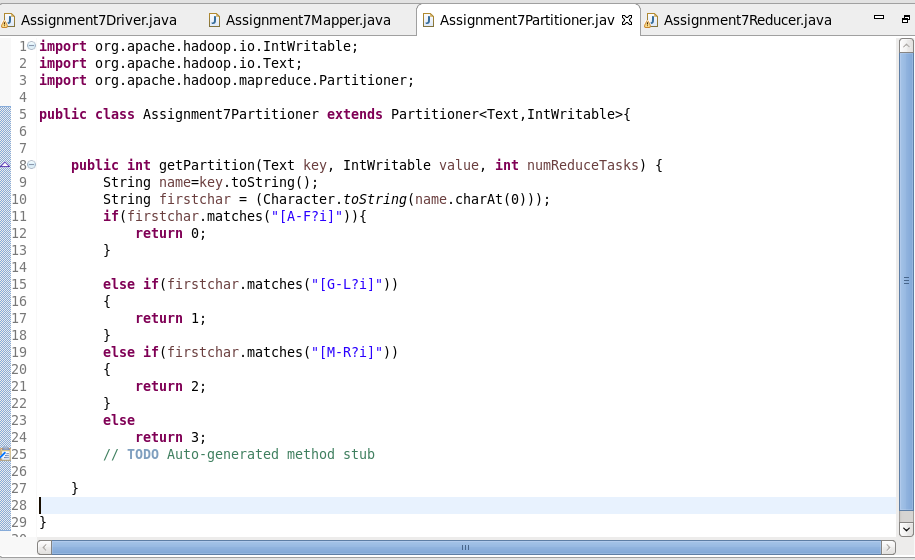 Assignment7Driver.java Assignment7Mapper.java Assignment7Partitioner.jav Assignment7Reducer.java
1 import org.apache.hadoop.io.IntWritable;
2 import org.apache.hadoop.io.Text;
3 import org.apache.hadoop.mapreduce.Partitioner;
4
5 public class Assignment7Partitioner extends Partitioner<Text,IntWritable>{
6
7
8 public int getPartition(Text key, IntWritable value, int numReduceTasks) {
9 String name=key.toString();
10 String firstchar = (Character.toString(name.charAt(0)));
11 if(firstchar.matches("[A-F?i]")){
12 return 0;
13 }
14
15 else if(firstchar.matches("[G-L?i]"))
16 {
17 return 1;
18 }
19 else if(firstchar.matches("[M-R?i]"))
20 {
21 return 2;
22 }
23 else
24 return 3;
25 // TODO Auto-generated method stub
26
27 }
28
29 }